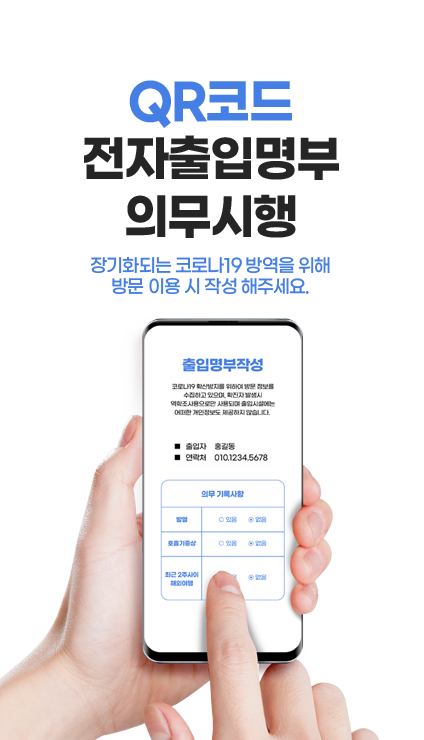 QR코드
전자출입명부
의무시행
장기화되는 코로나19 방역을 위해
방문 이용 시 작성 해주세요.
출입명부작성
코로나19 확산방지를 위하여 방문 정보를
수집하고 있으며, 확진자 발생시
역학조사용으로만 사용되며 출입시설에는
어떠한 개인정보도 제공하지 않습니다.
■ 출입자 홍길동
■ 연락처 010.1234.5678
의무 기록사항
발열 ○ 있음 ◉ 없음
호흡기증상 ○ 있음 ◉ 없음
최근 2주사이
해외여행 ◉ 없음